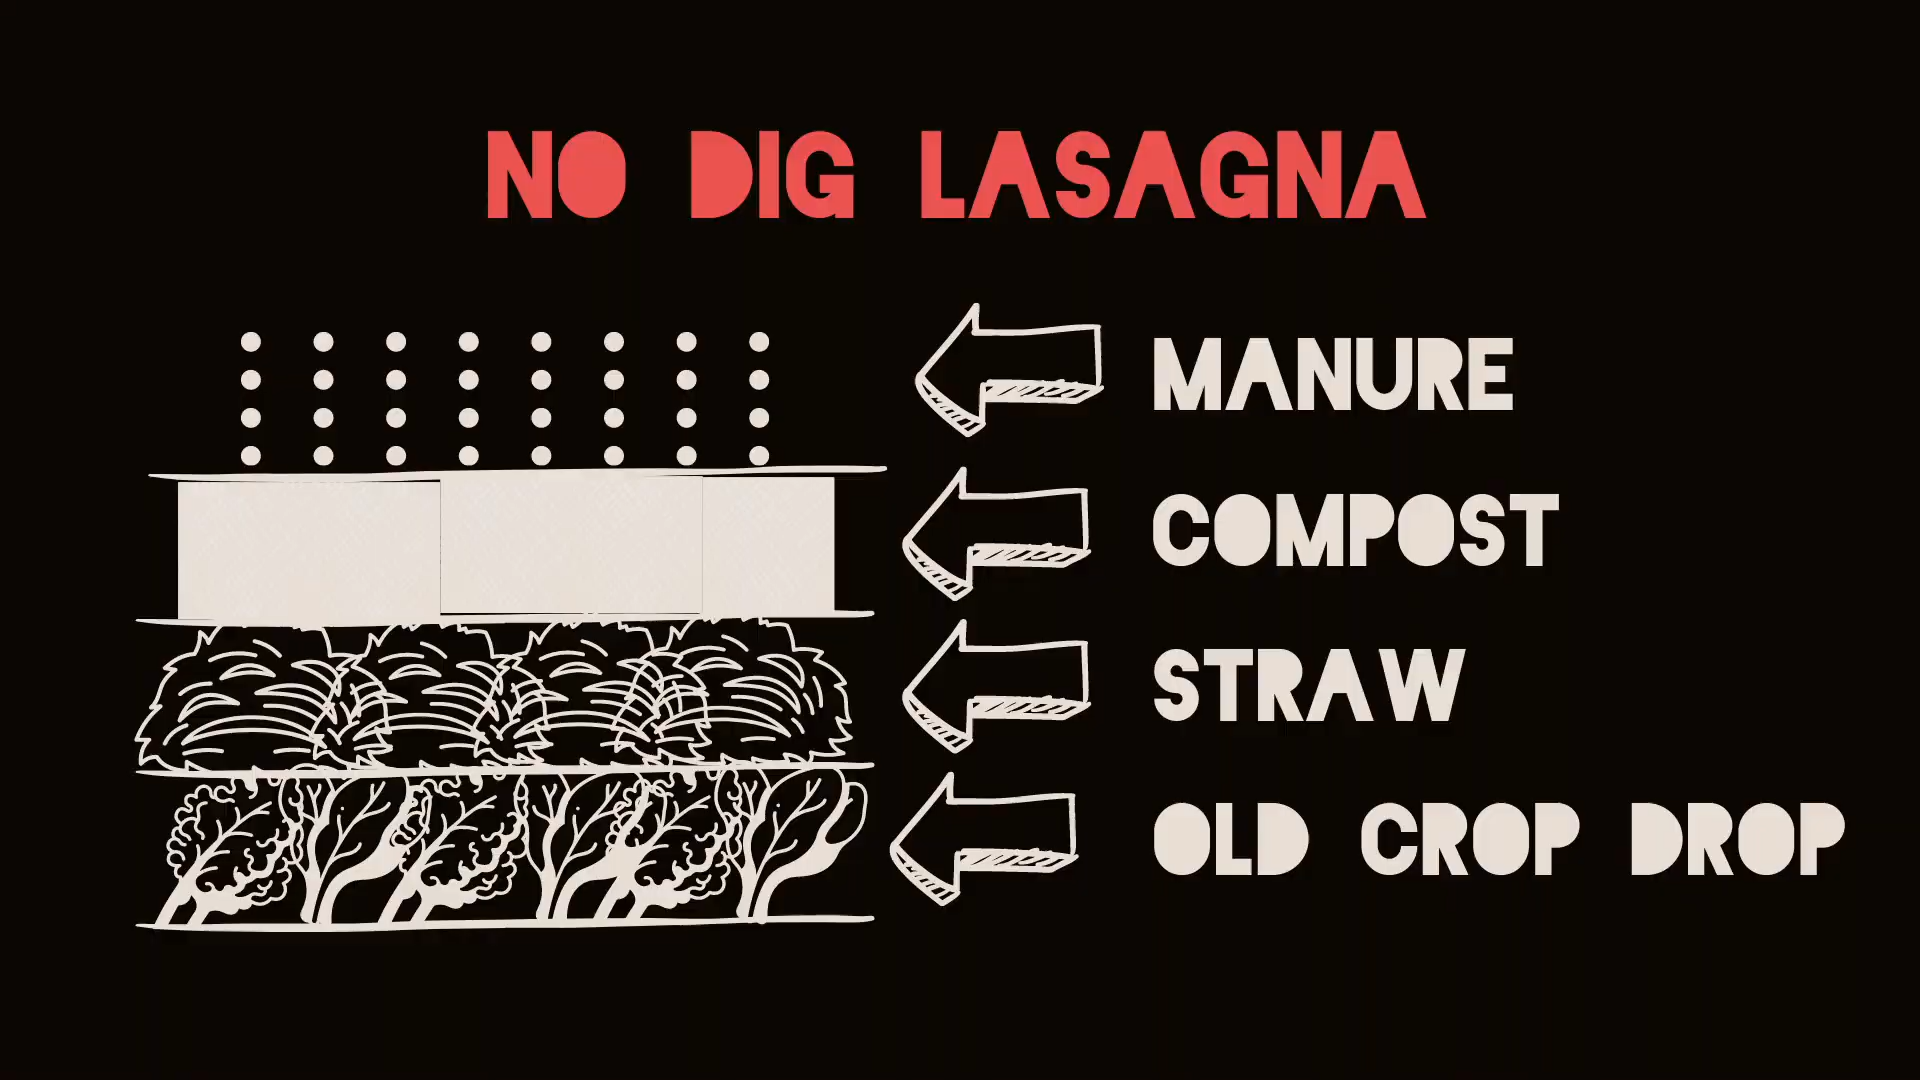 NO DIG LASAGNA
MANURE
COMPOST
STRAW
OLD CROP DROP